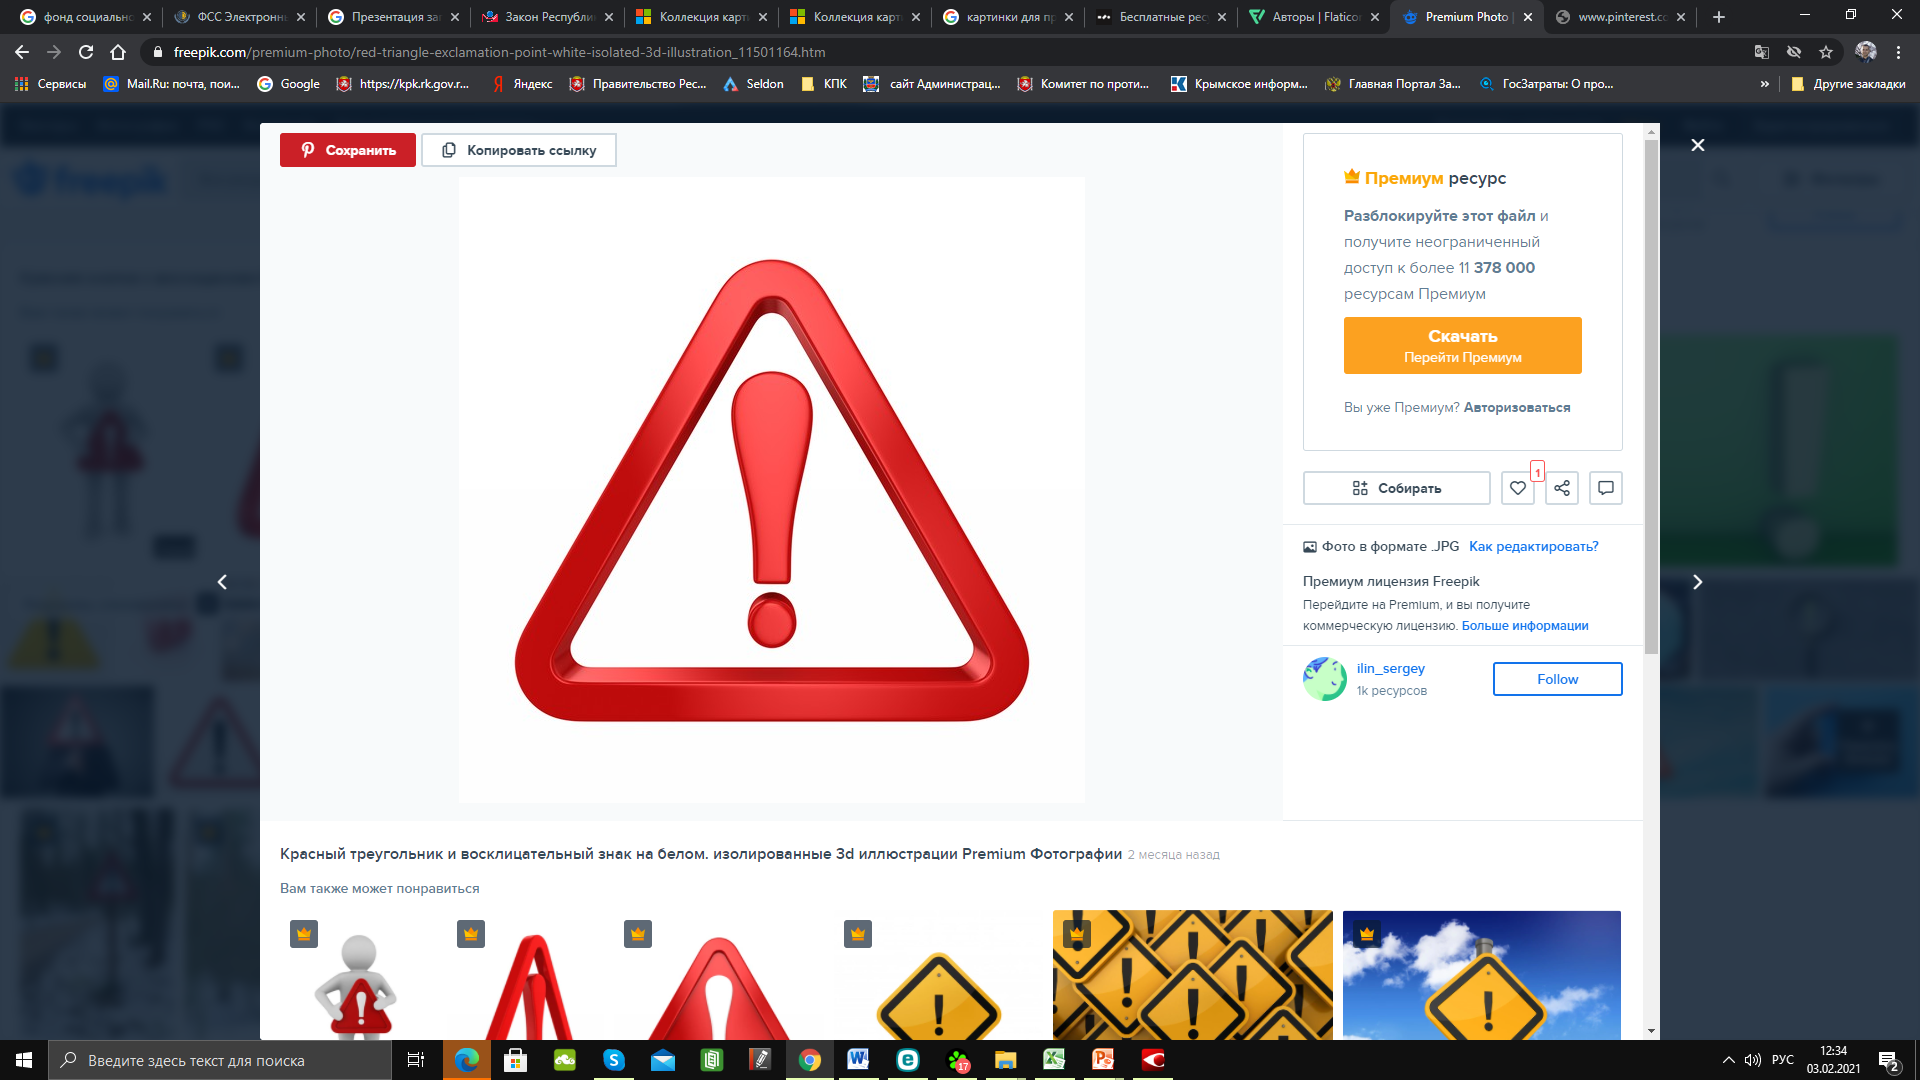 фонд социально
ФСС Электронн
Презентация заг
Закон Республик
Коллекция карт
Коллекция карт
картинки для пр
Бесплатные рес
Авторы | Flaticon
Premium Photo |
www.pinterest.co
freepik.com/premium-photo/red-triangle-exclamation-point-white-isolated-3d-illustration_11501164.htm
Сервисы
Mail.Ru: почта, пои...
Google
https://kpk.rk.gov.r...
Яндекс
Правительство Рес...
Seldon
КПК
сайт Администрац...
Комитет по проти...
Крымское информ...
Главная Портал За...
ГосЗатраты: О про...
»
Другие закладки
Сохранить
Копировать ссылку
Премиум ресурс
Разблокируйте этот файл и
получите неограниченный
доступ к более 11 378 000
ресурсам Премиум
Скачать
Перейти Премиум
Вы уже Премиум? Авторизоваться
Собирать
1
Фото в формате .JPG Как редактировать?
Премиум лицензия Freepik
Перейдите на Premium, и вы получите
коммерческую лицензию. Больше информации
ilin_sergey
1k ресурсов
Follow
Красный треугольник и восклицательный знак на белом. изолированные 3d иллюстрации Premium Фотографии 2 месяца назад
Вам также может понравиться
Введите здесь текст для поиска
17
РУС
12:34
03.02.2021
2